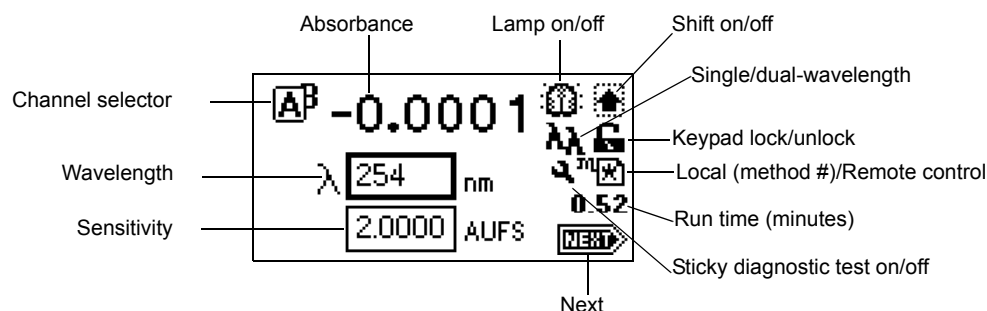 Absorbance
Lamp on/off
Shift on/off
Single/dual-wavelength
Channel selector
A B
-0.0001
λλ
Keypad lock/unlock
Wavelength
λ 254 nm
m *
Local (method #)/Remote control
0.52
Run time (minutes)
Sensitivity
2.0000 AUFS
NEXT
Sticky diagnostic test on/off
Next